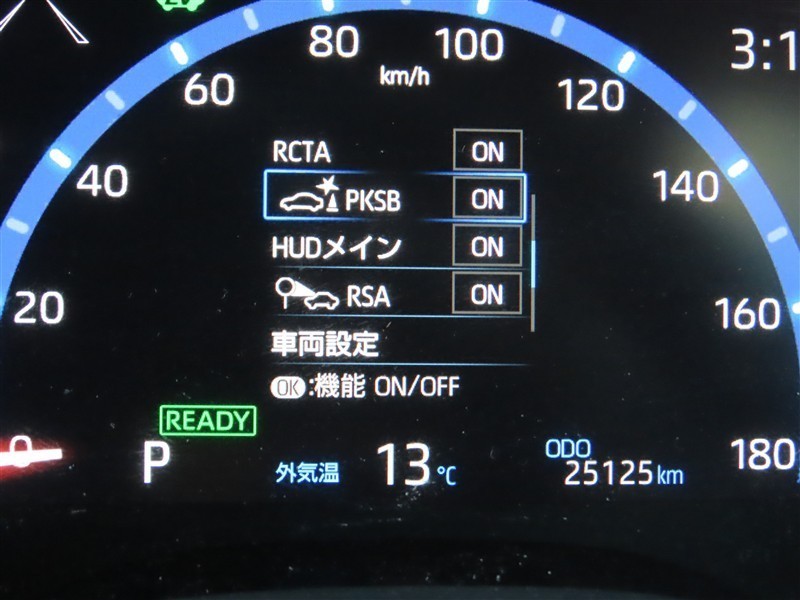 80
100
km/h
3:1
60
120
RCTA ON
40
PKSB ON
140
HUDメイン ON
RSA ON
20
160
車両設定
OK:機能 ON/OFF
READY
0
P
外気温 13℃
ODO
25125km
180